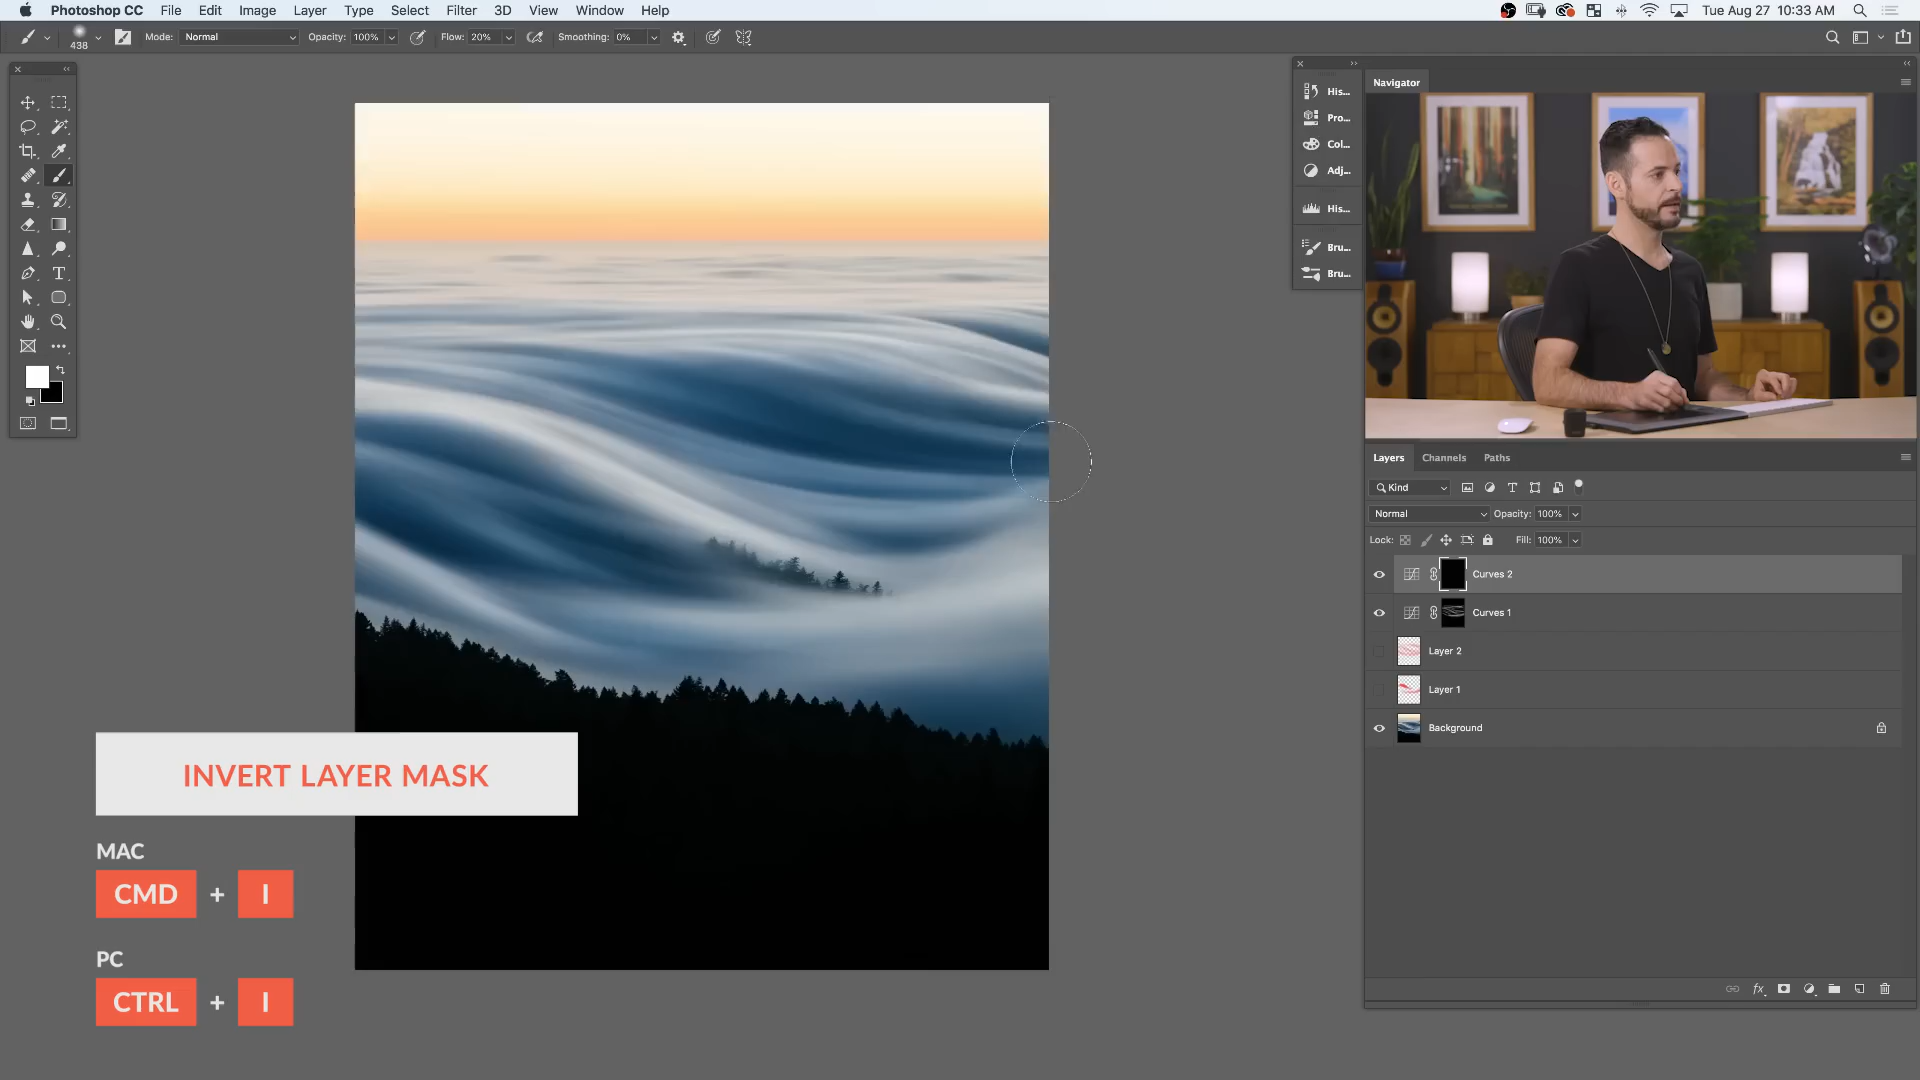 Photoshop CC File Edit Image Layer Type Select Filter 3D View Window Help Tue Aug 27 10:33 AM
438 Mode: Normal Opacity: 100% Flow: 20% Smoothing: 0%
Navigator
His...
Pro...
Col...
Adj...
His...
Bru...
Bru...
Layers Channels Paths
Kind
Normal Opacity: 100%
Lock: Fill: 100%
Curves 2
Curves 1
Layer 2
Layer 1
Background
INVERT LAYER MASK
MAC
CMD + I
PC
CTRL + I